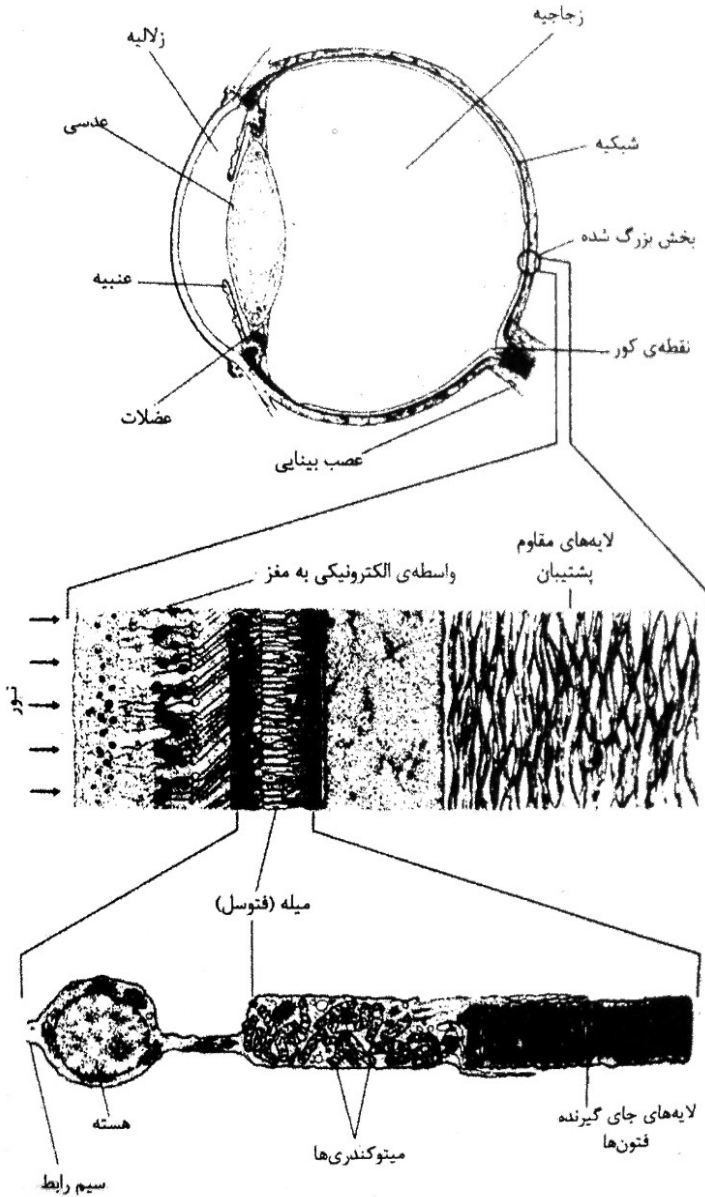 زجاجیه
زلالیه
عدسی
شبکیه
بخش بزرگ شده
عنبیه
نقطه‌ی کور
عضلات
عصب بینایی
لایه‌های مقاوم
پشتیبان
واسطه‌ی الکترونیکی به مغز
نور
میله (فتوسل)
هسته
میتوکندری‌ها
لایه‌های جای گیرنده
فتون‌ها
سیم رابط